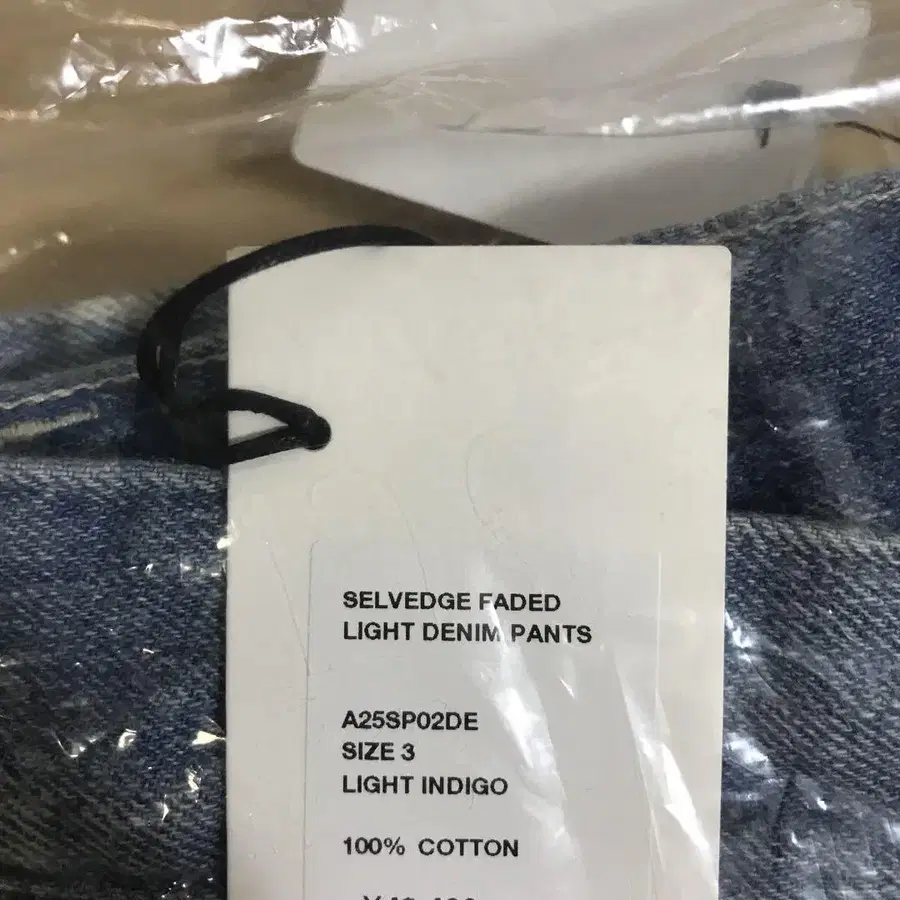 SELVEDGE FADED
LIGHT DENIM PANTS
A25SP02DE
SIZE 3
LIGHT INDIGO
100% COTTON